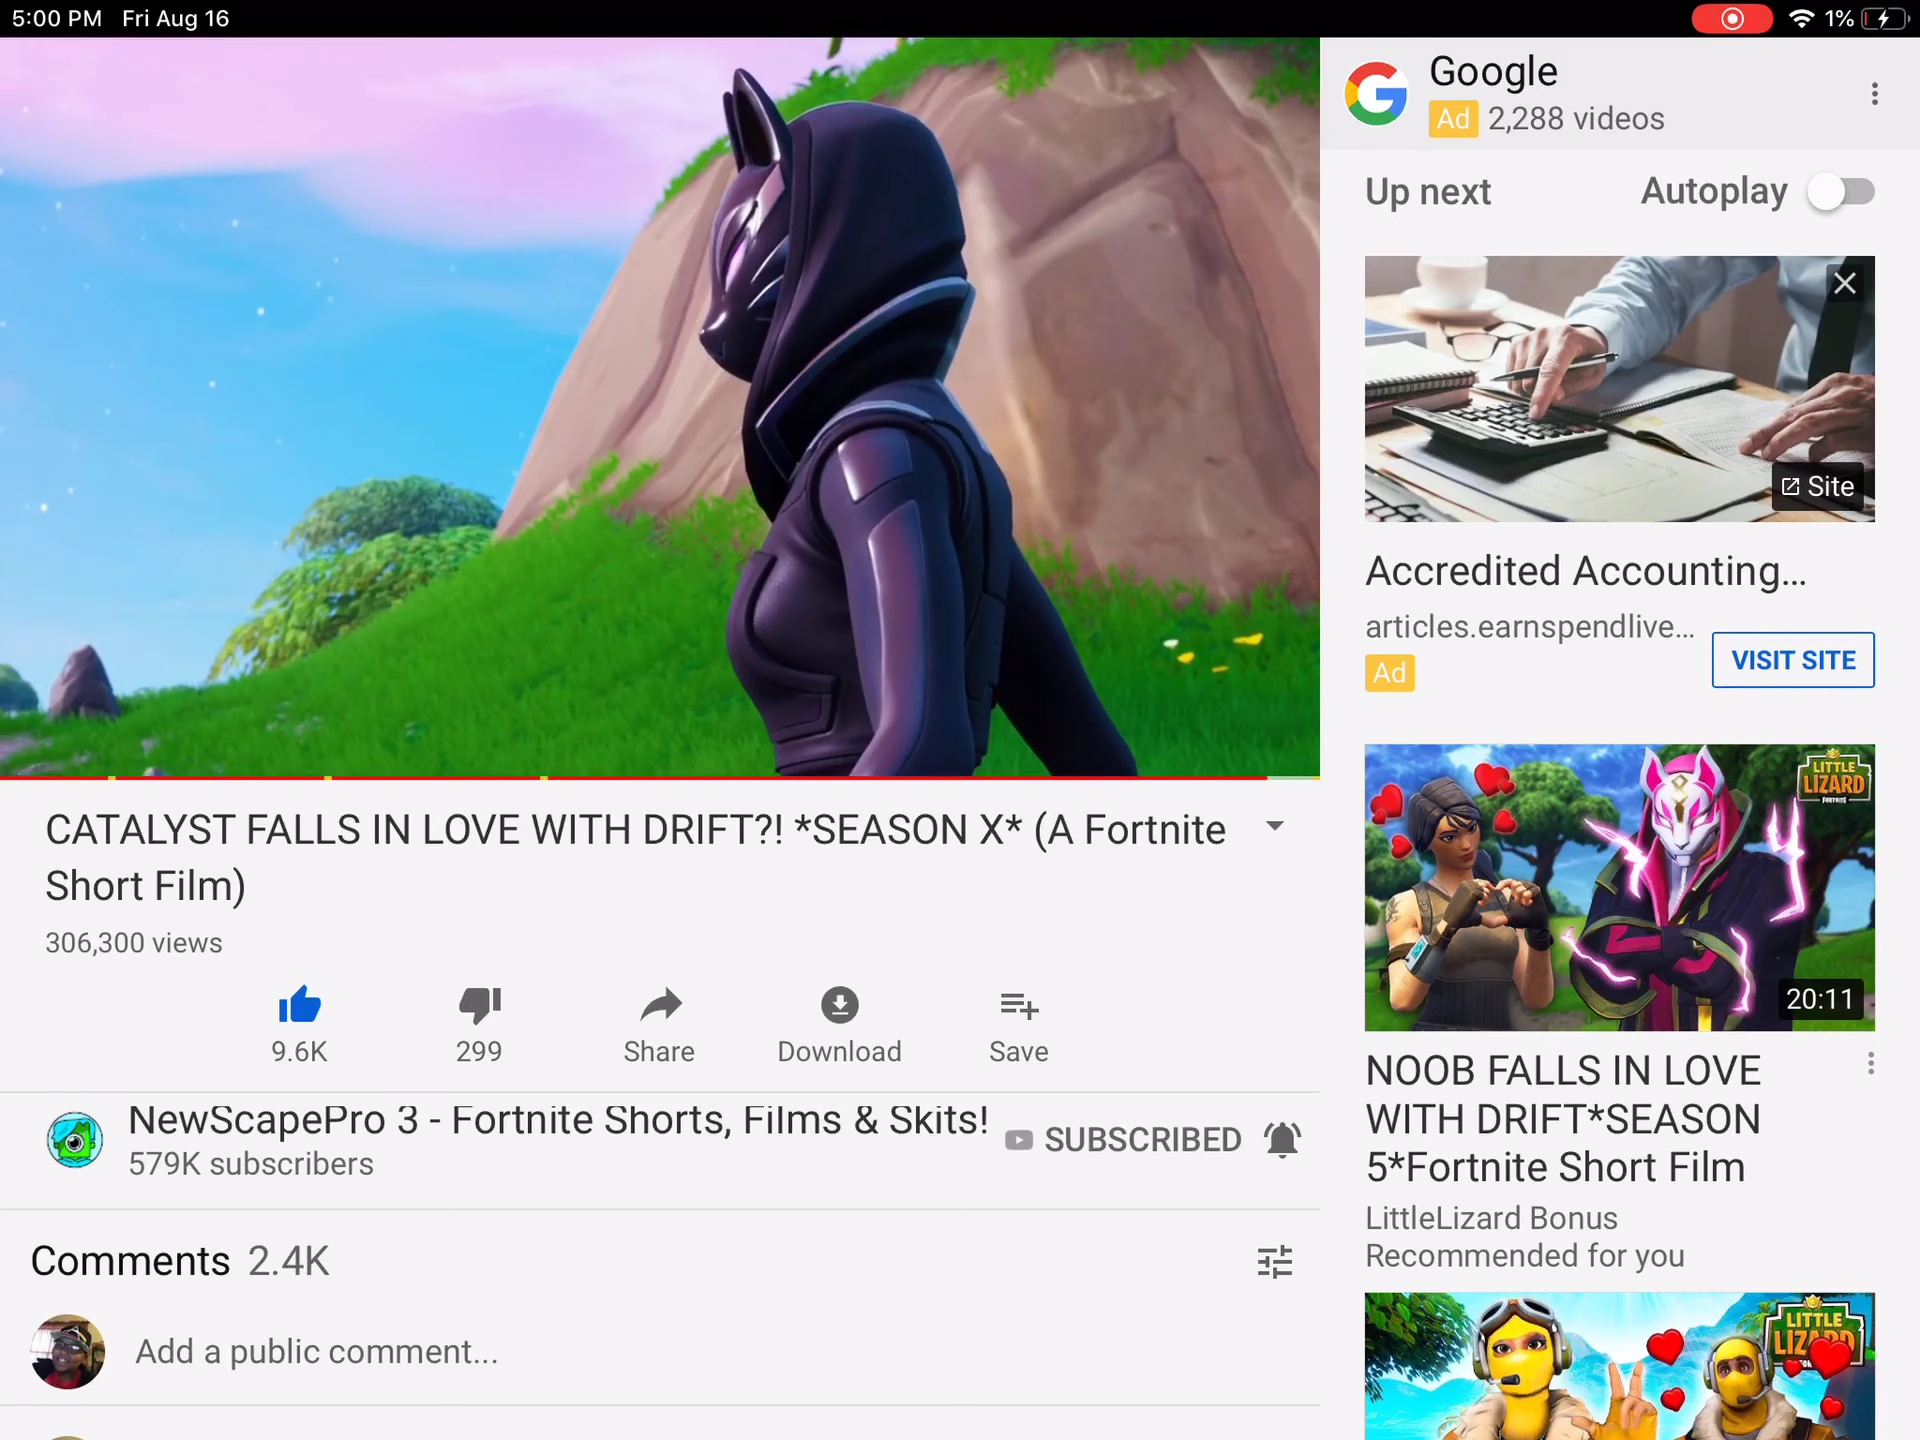 5:00 PM Fri Aug 16
1%
Google
Ad 2,288 videos
Up next
Autoplay
Site
Accredited Accounting...
articles.earnspendlive...
Ad
VISIT SITE
CATALYST FALLS IN LOVE WITH DRIFT?! *SEASON X* (A Fortnite
Short Film)
306,300 views
9.6K
299
Share
Download
Save
NewScapePro 3 - Fortnite Shorts, Films & Skits!
579K subscribers
SUBSCRIBED
Comments 2.4K
Add a public comment...
LITTLE
LIZARD
FORTNITE
20:11
NOOB FALLS IN LOVE
WITH DRIFT*SEASON
5*Fortnite Short Film
LittleLizard Bonus
Recommended for you
LITTLE
LIZARD